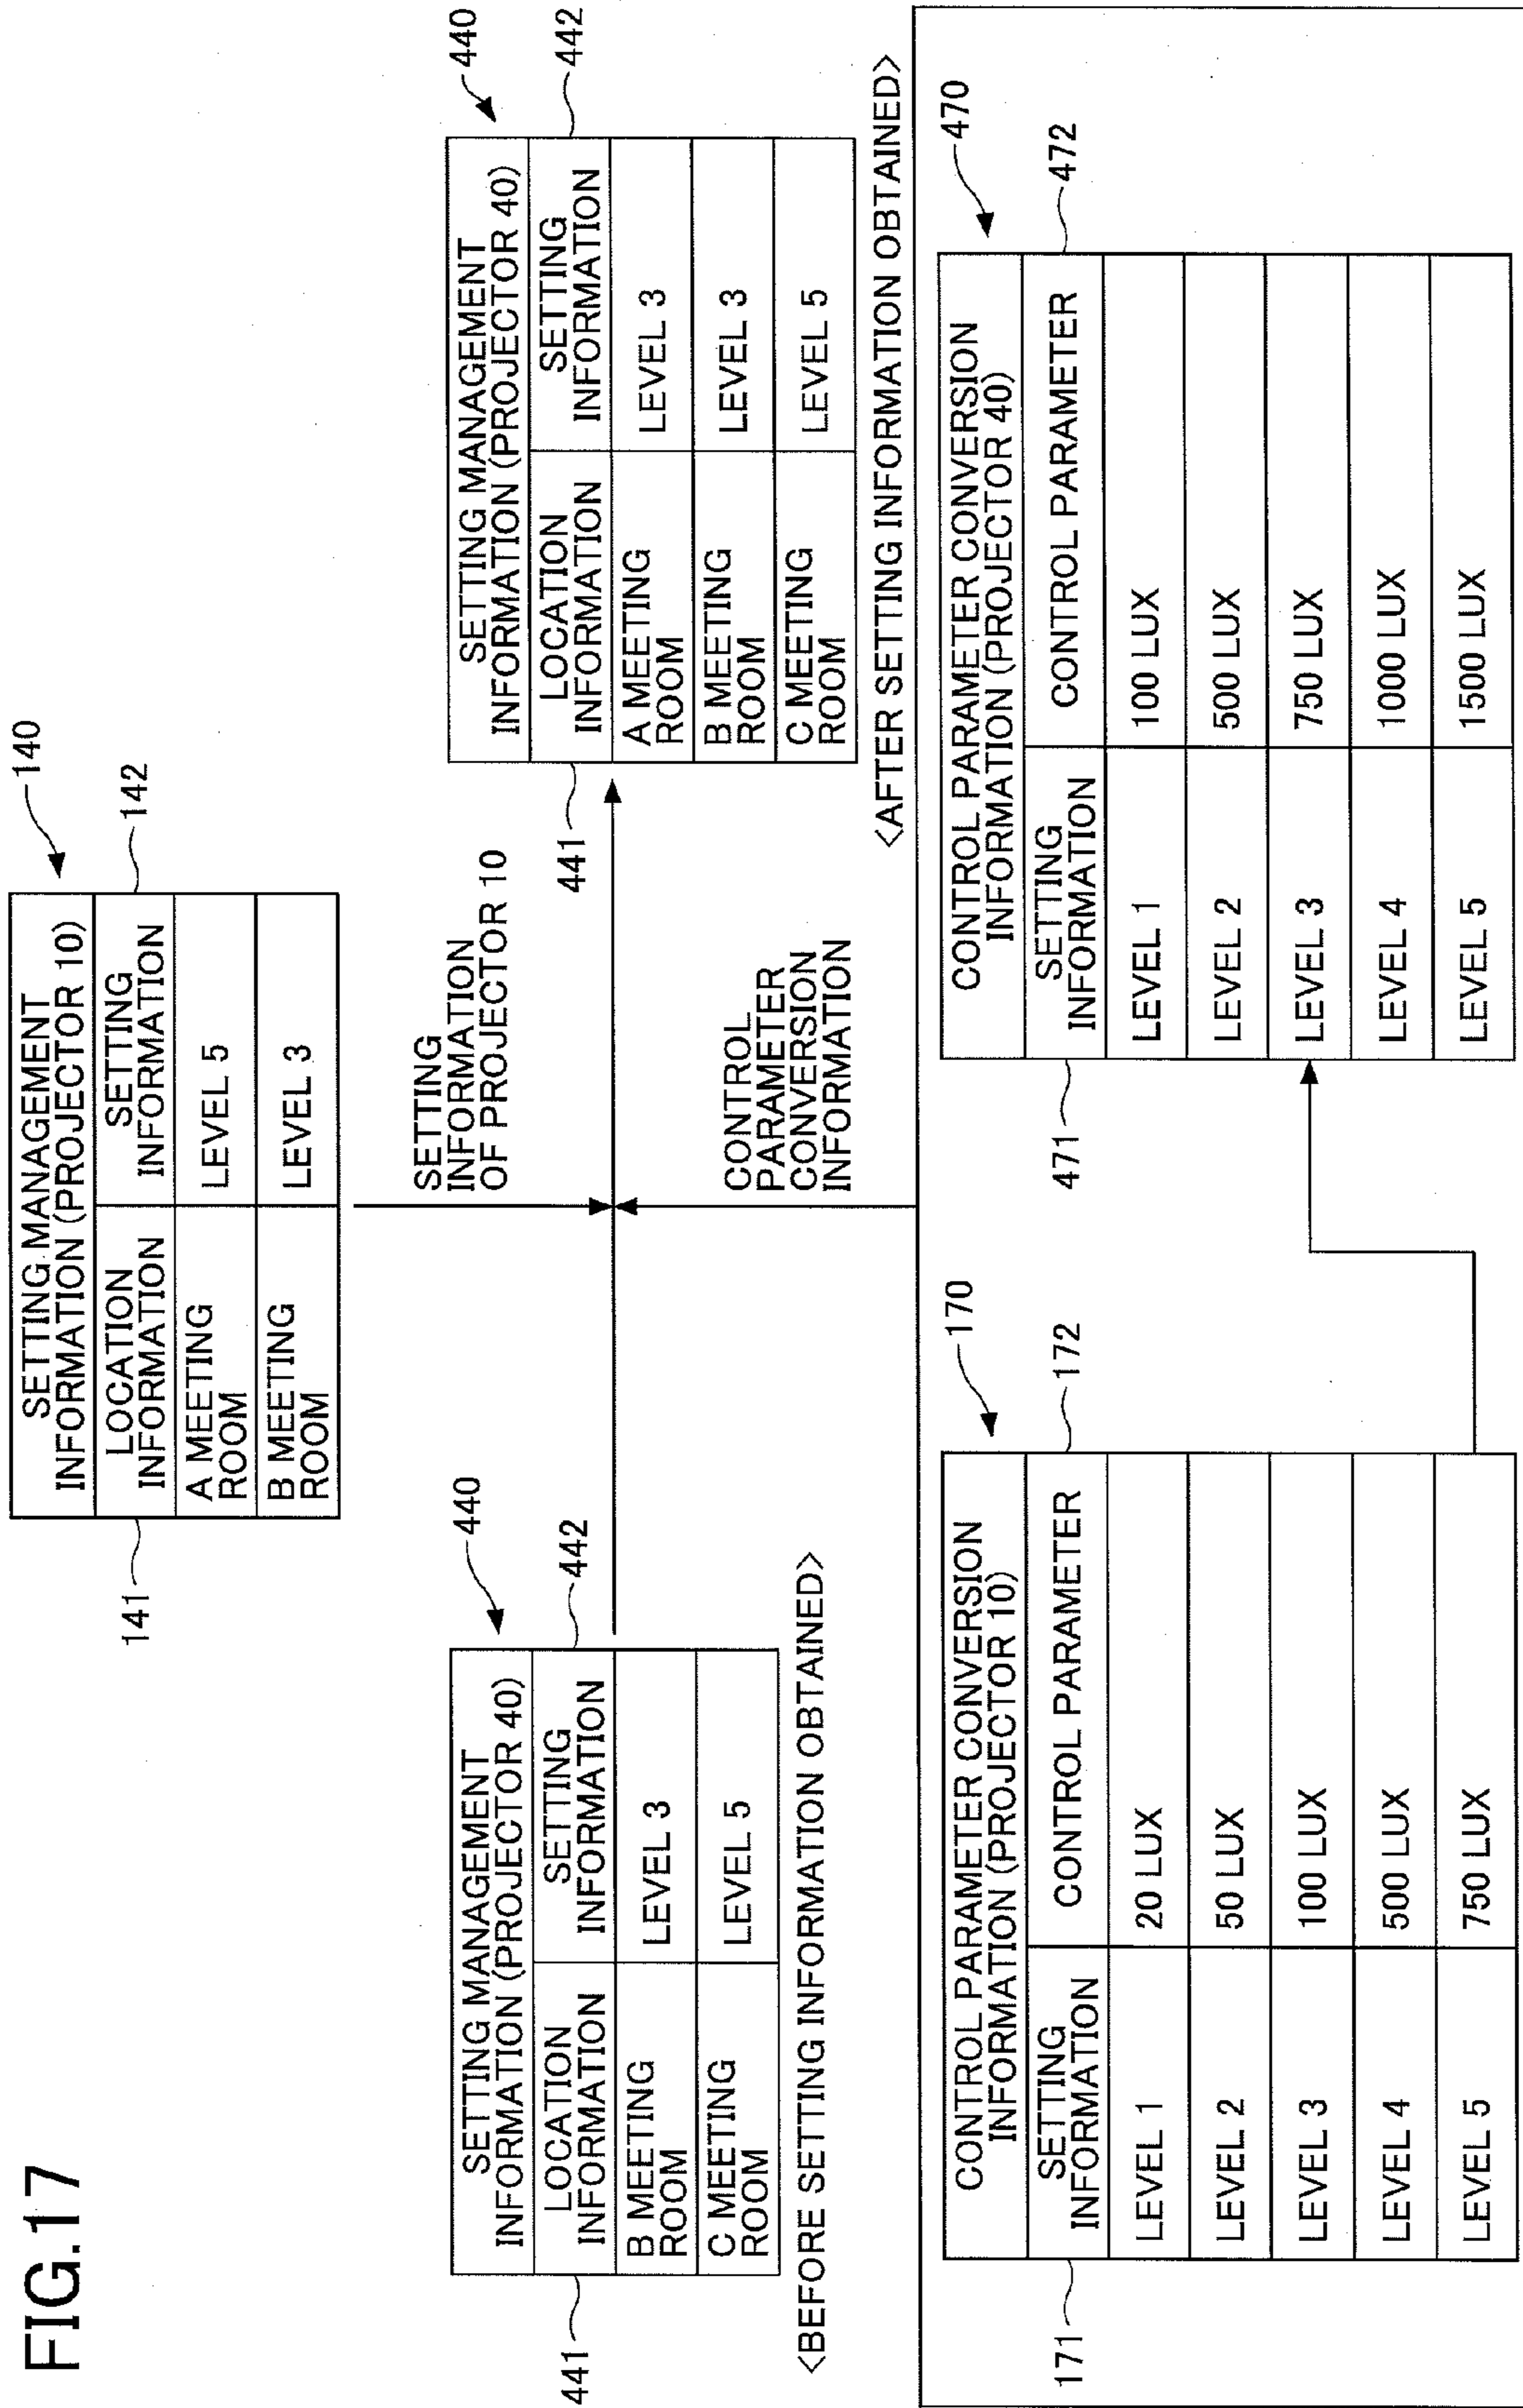 FIG.17
140
SETTING MANAGEMENT
INFORMATION (PROJECTOR 10)
141
142
LOCATION
INFORMATION
SETTING
INFORMATION
A MEETING
ROOM
LEVEL 5
B MEETING
ROOM
LEVEL 3
SETTING
INFORMATION
OF PROJECTOR 10
440
SETTING MANAGEMENT
INFORMATION (PROJECTOR 40)
441
442
LOCATION
INFORMATION
SETTING
INFORMATION
B MEETING
ROOM
LEVEL 3
C MEETING
ROOM
LEVEL 5
<BEFORE SETTING INFORMATION OBTAINED>
440
SETTING MANAGEMENT
INFORMATION (PROJECTOR 40)
441
442
LOCATION
INFORMATION
SETTING
INFORMATION
A MEETING
ROOM
LEVEL 3
B MEETING
ROOM
LEVEL 3
C MEETING
ROOM
LEVEL 5
<AFTER SETTING INFORMATION OBTAINED>
CONTROL
PARAMETER
CONVERSION
INFORMATION
170
CONTROL PARAMETER CONVERSION
INFORMATION (PROJECTOR 10)
171
172
SETTING
INFORMATION
CONTROL PARAMETER
LEVEL 1
20 LUX
LEVEL 2
50 LUX
LEVEL 3
100 LUX
LEVEL 4
500 LUX
LEVEL 5
750 LUX
470
CONTROL PARAMETER CONVERSION
INFORMATION (PROJECTOR 40)
471
472
SETTING
INFORMATION
CONTROL PARAMETER
LEVEL 1
100 LUX
LEVEL 2
500 LUX
LEVEL 3
750 LUX
LEVEL 4
1000 LUX
LEVEL 5
1500 LUX